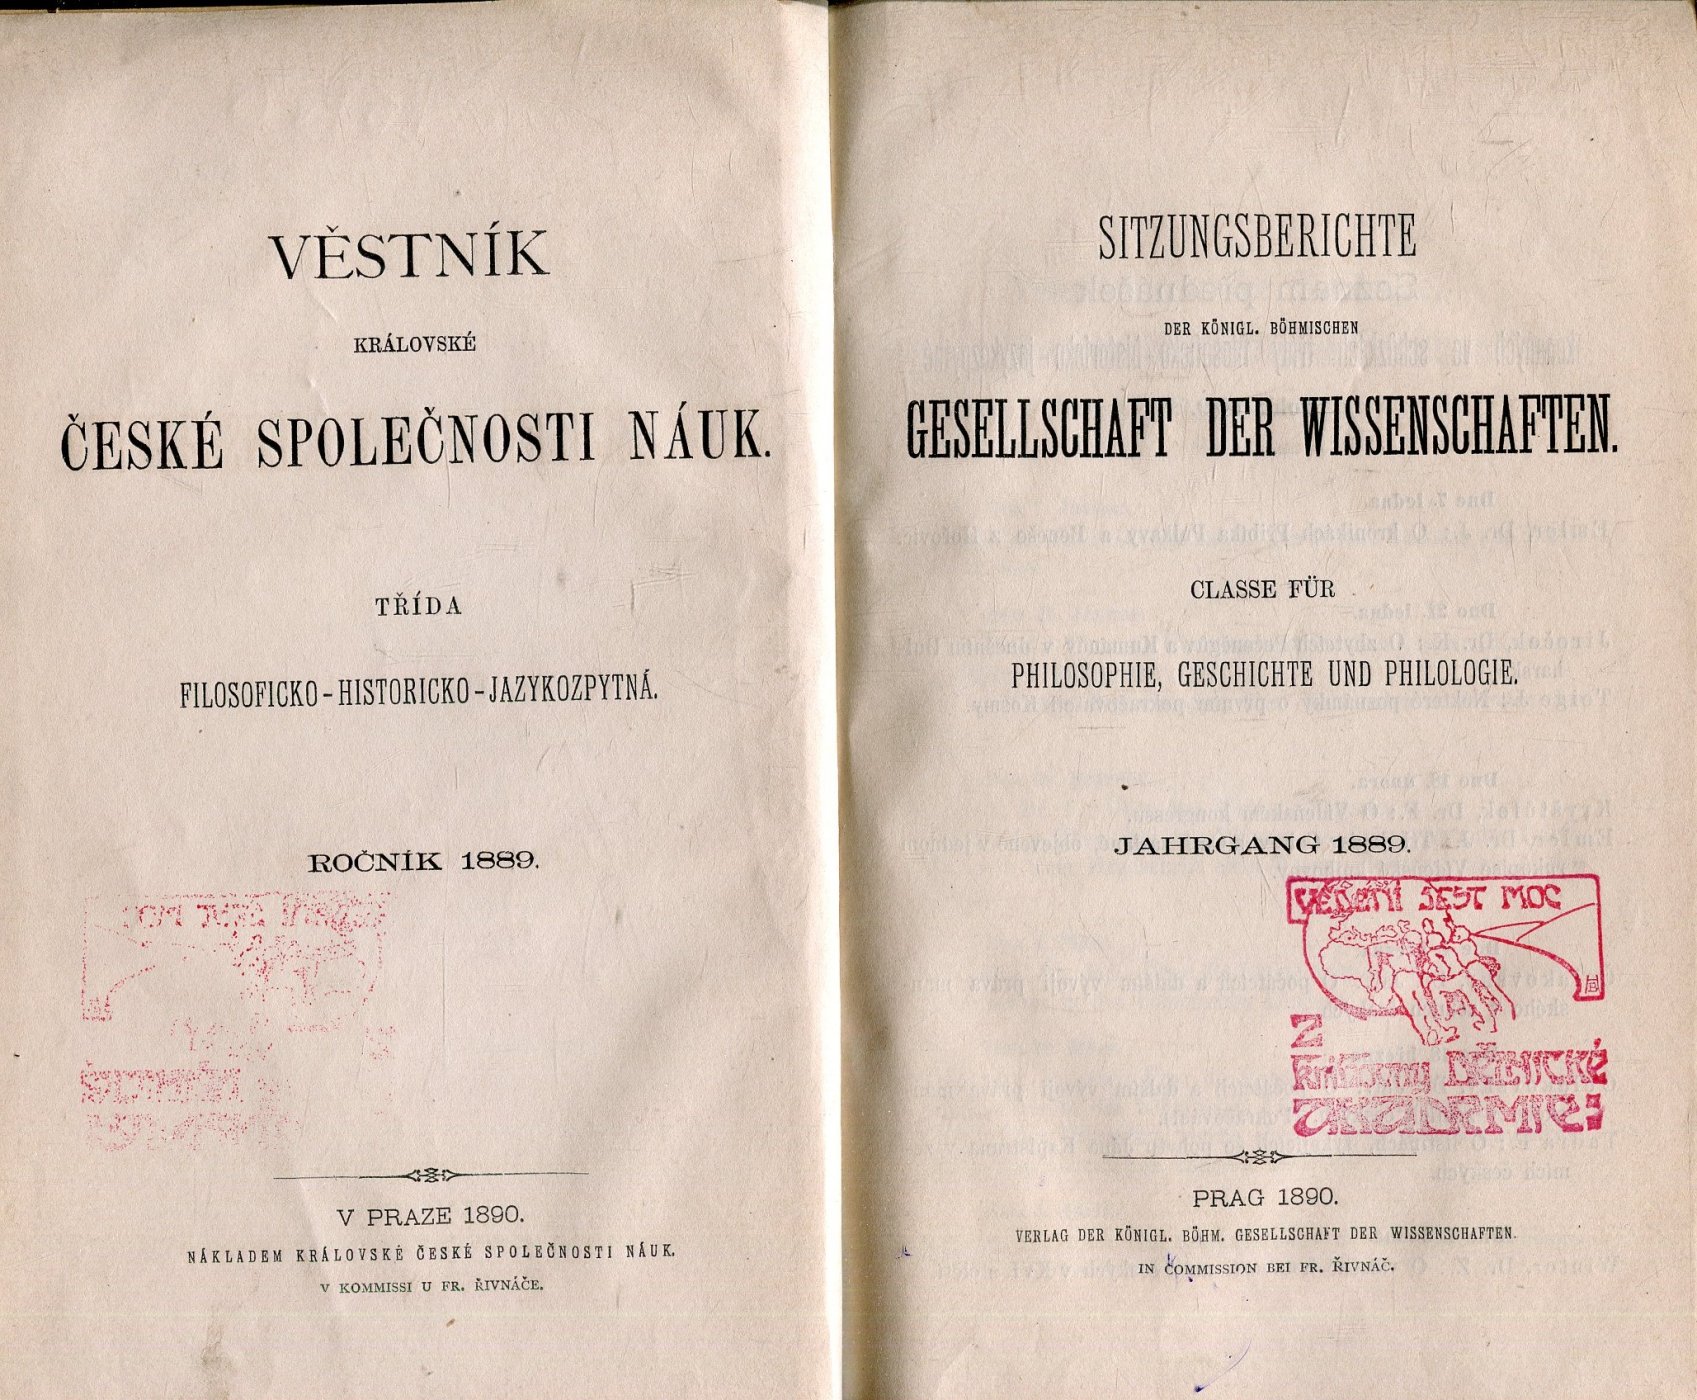 VĚSTNÍK
KRÁLOVSKÉ
ČESKÉ SPOLEČNOSTI NÁUK.
TŘÍDA
FILOSOFICKO-HISTORICKO-JAZYKOZPYTNÁ.
ROČNÍK 1889.
V PRAZE 1890.
NÁKLADEM KRÁLOVSKÉ ČESKÉ SPOLEČNOSTI NÁUK.
V KOMMISSI U FR. ŘIVNÁČE.
SITZUNGSBERICHTE
DER KÖNIGL. BÖHMISCHEN
GESELLSCHAFT DER WISSENSCHAFTEN.
CLASSE FÜR
PHILOSOPHIE, GESCHICHTE UND PHILOLOGIE.
JAHRGANG 1889.
VĚDĚNÍ JEST MOC
Z
knihovny DĚLNICKÉ
AKADEMIE:
PRAG 1890.
VERLAG DER KÖNIGL. BÖHM. GESELLSCHAFT DER WISSENSCHAFTEN.
IN COMMISSION BEI FR. ŘIVNÁČ.